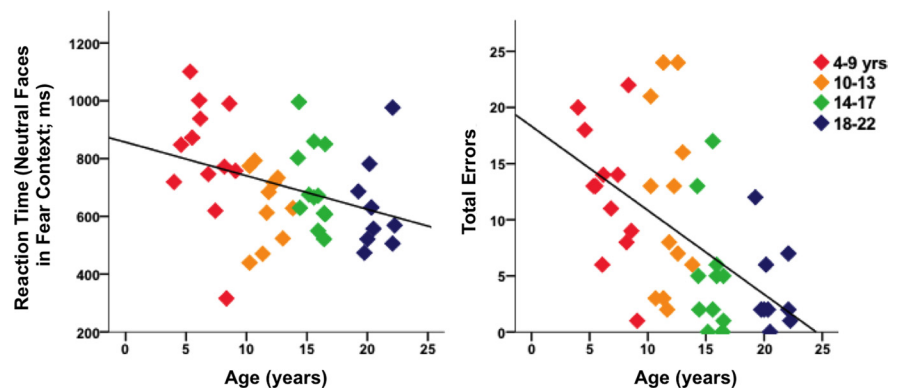 Reaction Time (Neutral Faces
in Fear Context; ms)
1200
1000
800
600
400
200
0 5 10 15 20 25
Age (years)
Total Errors
25
20
15
10
5
0
0 5 10 15 20 25
Age (years)
4-9 yrs
10-13
14-17
18-22